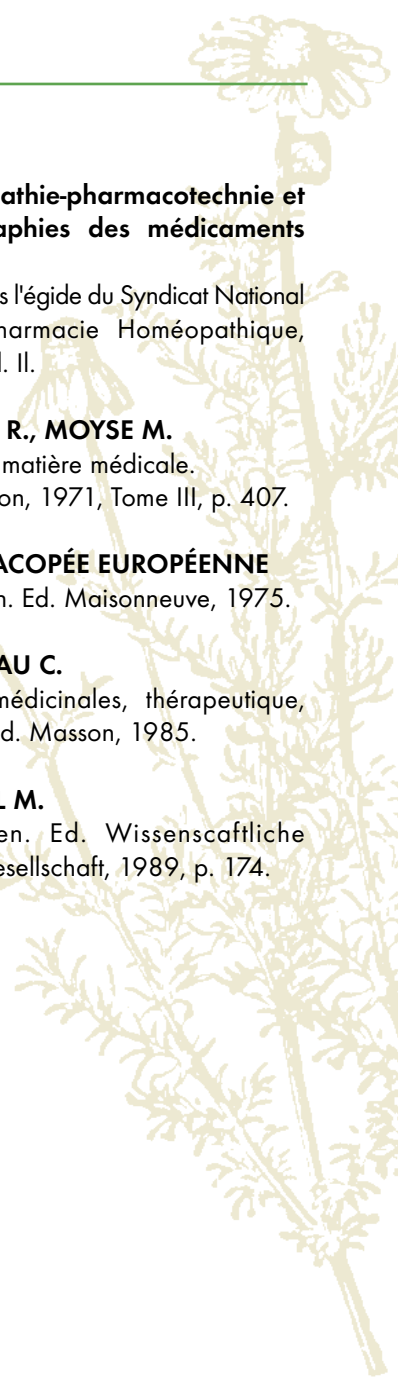 athie-pharmacotechnie et
aphies des médicaments
s l'égide du Syndicat National
harmacie Homéopathique,
. II.
R., MOYSE M.
matière médicale.
on, 1971, Tome III, p. 407.
ACOPÉE EUROPÉENNE
n. Ed. Maisonneuve, 1975.
AU C.
médicinales, thérapeutique,
d. Masson, 1985.
L M.
en. Ed. Wissenscaftliche
esellschaft, 1989, p. 174.